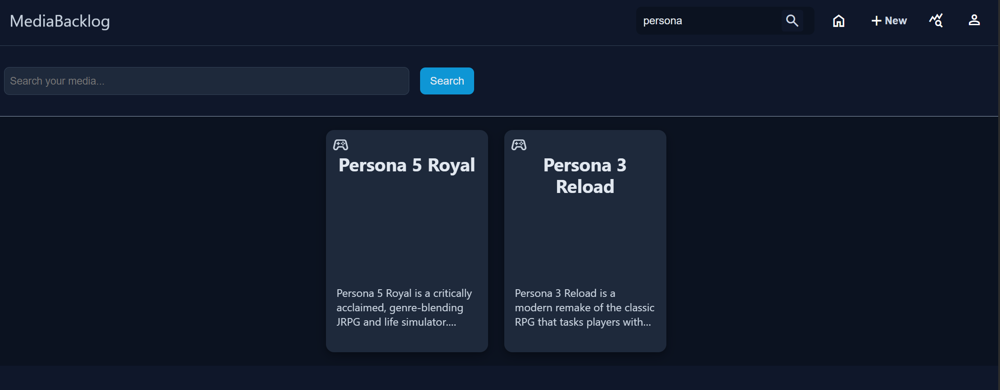 MediaBacklog
persona
New
Search your media...
Search
Persona 5 Royal
Persona 5 Royal is a critically
acclaimed, genre-blending
JRPG and life simulator....
Persona 3
Reload
Persona 3 Reload is a
modern remake of the classic
RPG that tasks players with...